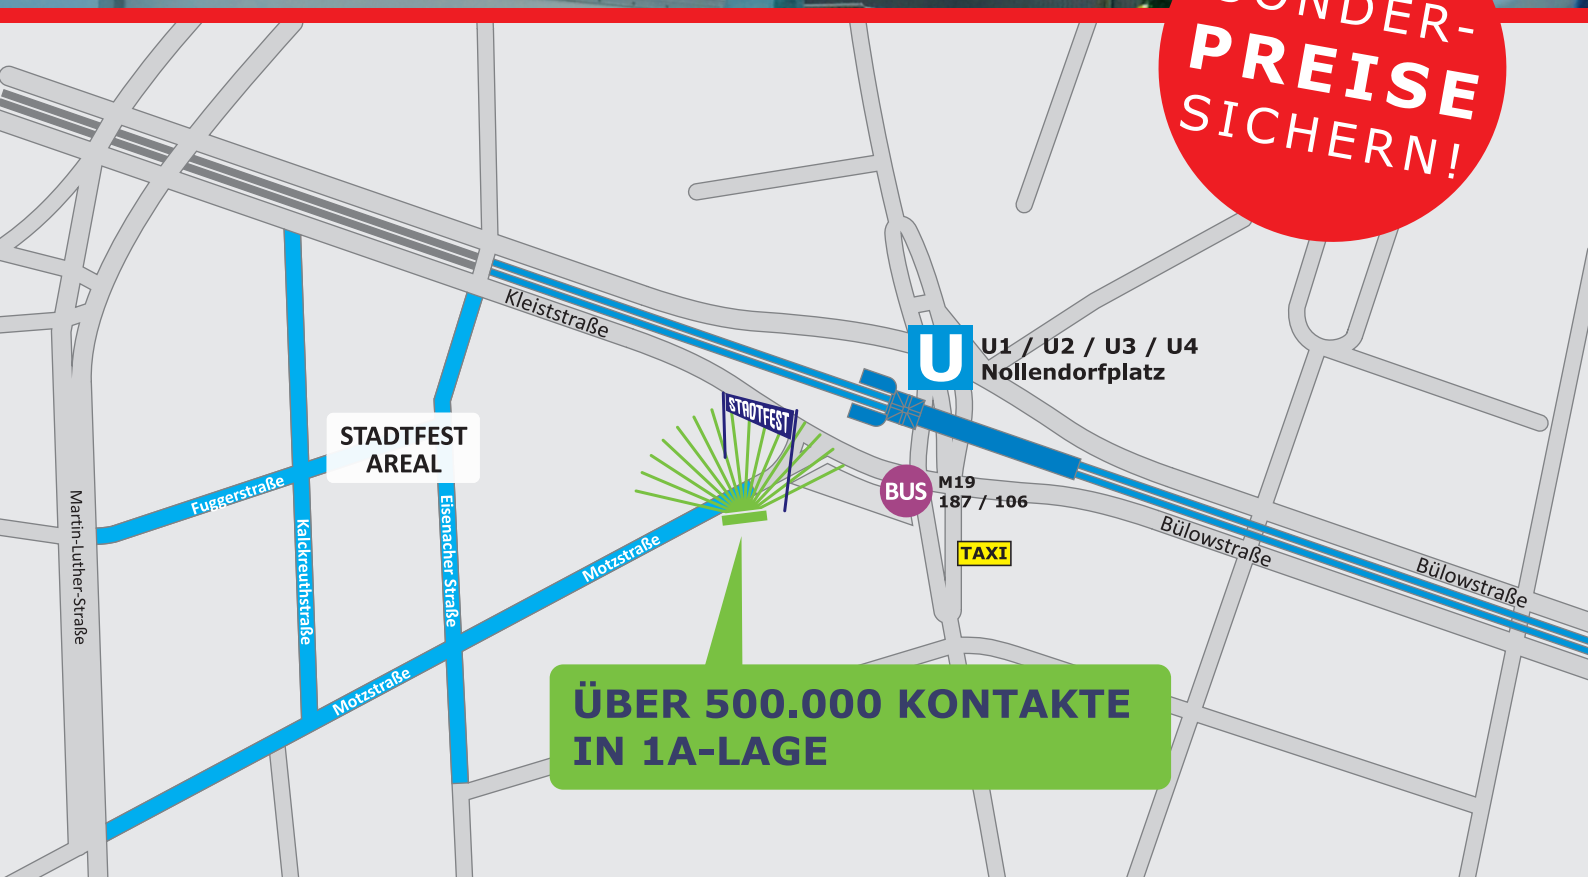 SONDER-
PREISE
SICHERN!
Kleiststraße
U
U1 / U2 / U3 / U4
Nollendorfplatz
STADTFEST
STADTFEST
AREAL
Fuggerstraße
Kalckreuthstraße
Eisenacher Straße
Martin-Luther-Straße
Motzstraße
Motzstraße
BUS
M19
187 / 106
TAXI
Bülowstraße
Bülowstraße
ÜBER 500.000 KONTAKTE
IN 1A-LAGE